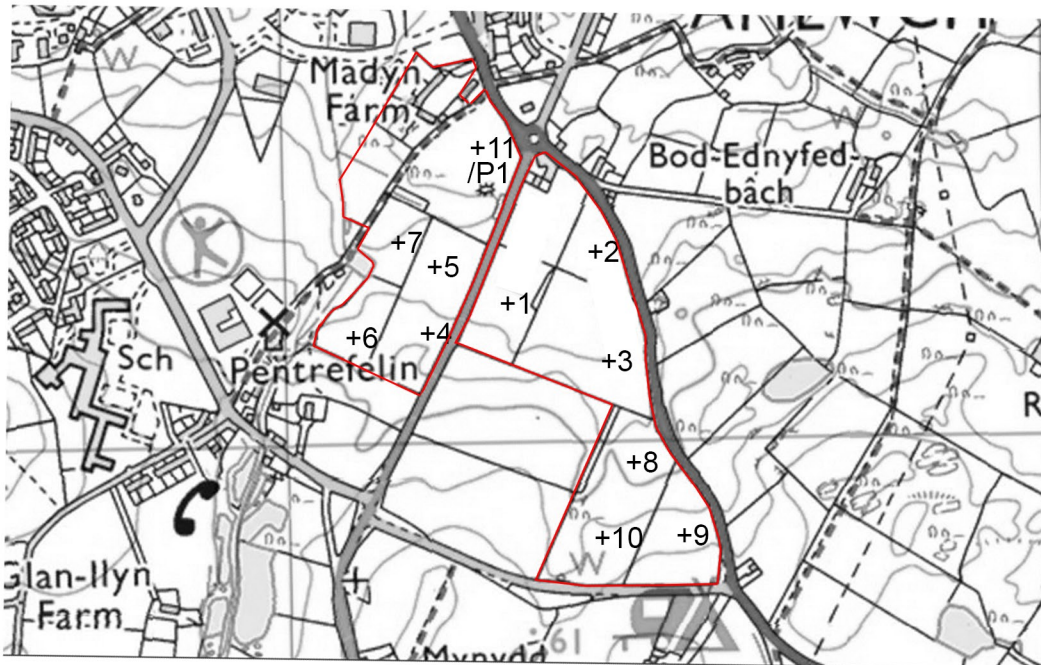 Madyn
Farm
+11
/P1
Bod-Ednyfed-
bâch
+7
+2
+5
+1
+6
+4
+3
Sch
Pentrefelin
+8
+10
+9
W
W
W
Glan-llyn
Farm
Mynydd
61
R